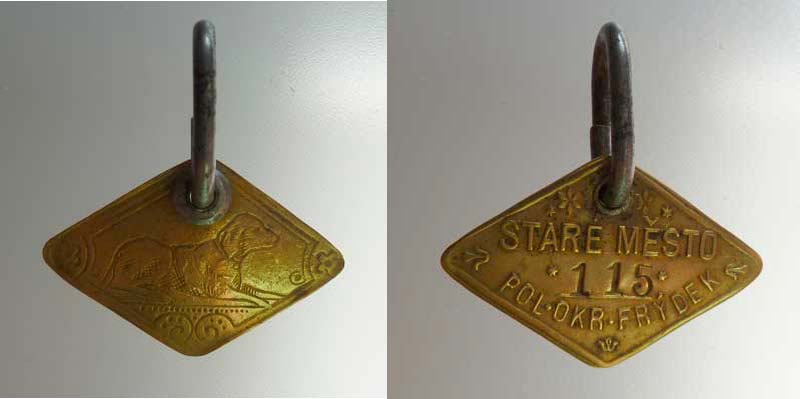 STARÉ MĚSTO
115
POL·OKR·FRÝDEK